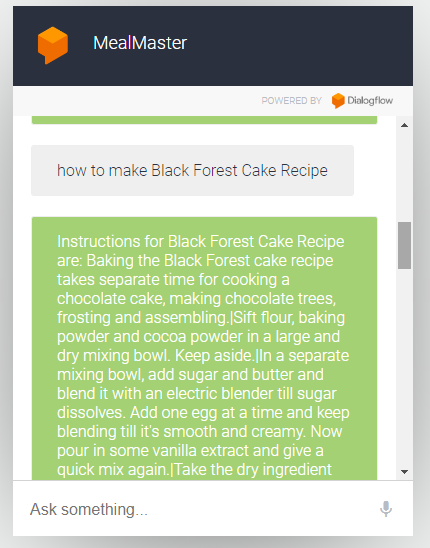 MealMaster
POWERED BY Dialogflow
how to make Black Forest Cake Recipe
Instructions for Black Forest Cake Recipe
are: Baking the Black Forest cake recipe
takes separate time for cooking a
chocolate cake, making chocolate trees,
frosting and assembling.|Sift flour, baking
powder and cocoa powder in a large and
dry mixing bowl. Keep aside.|In a separate
mixing bowl, add sugar and butter and
blend it with an electric blender till sugar
dissolves. Add one egg at a time and keep
blending till it's smooth and creamy. Now
pour in some vanilla extract and give a
quick mix again.|Take the dry ingredient
Ask something...